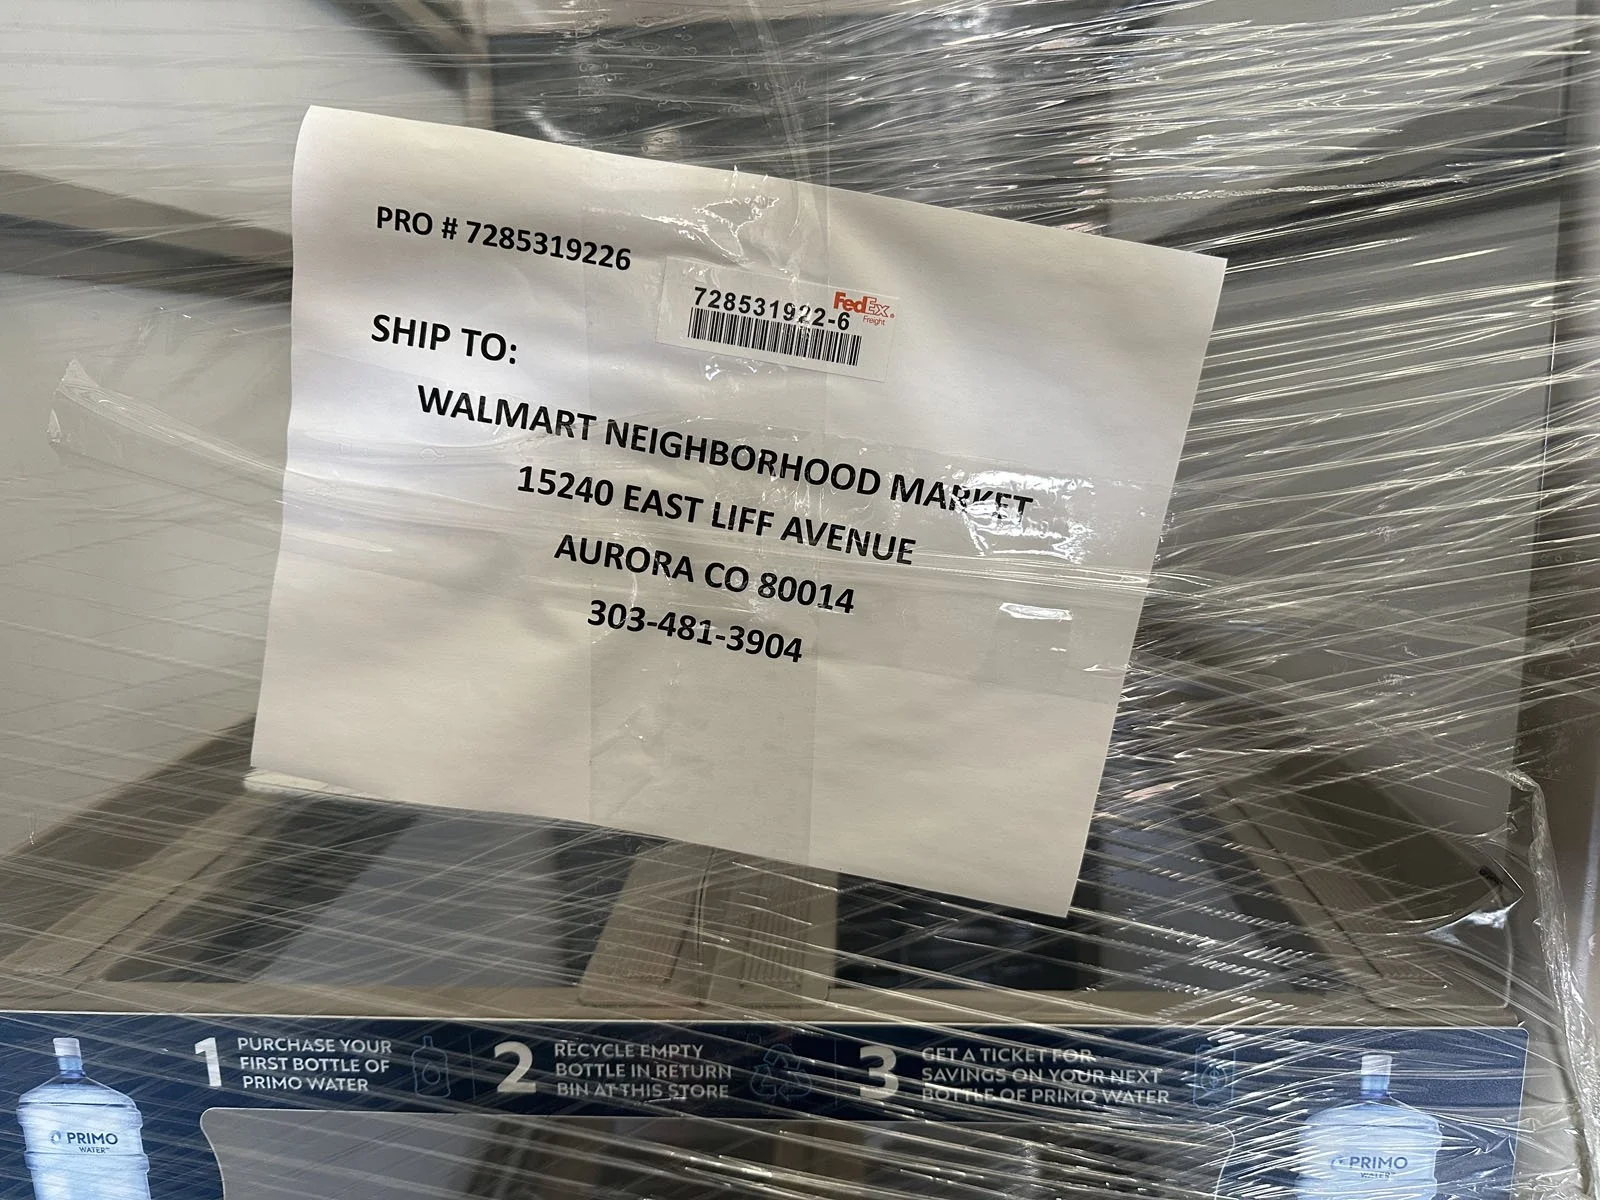 PRO # 7285319226
728531922-6
FedEx®
Freight
SHIP TO:
WALMART NEIGHBORHOOD MARKET
15240 EAST LIFF AVENUE
AURORA CO 80014
303-481-3904
1 PURCHASE YOUR
FIRST BOTTLE OF
PRIMO WATER
2 RECYCLE EMPTY
BOTTLE IN RETURN
BIN AT THIS STORE
3 GET A TICKET FOR
SAVINGS ON YOUR NEXT
BOTTLE OF PRIMO WATER
PRIMO
WATER™
PRIMO
WATER